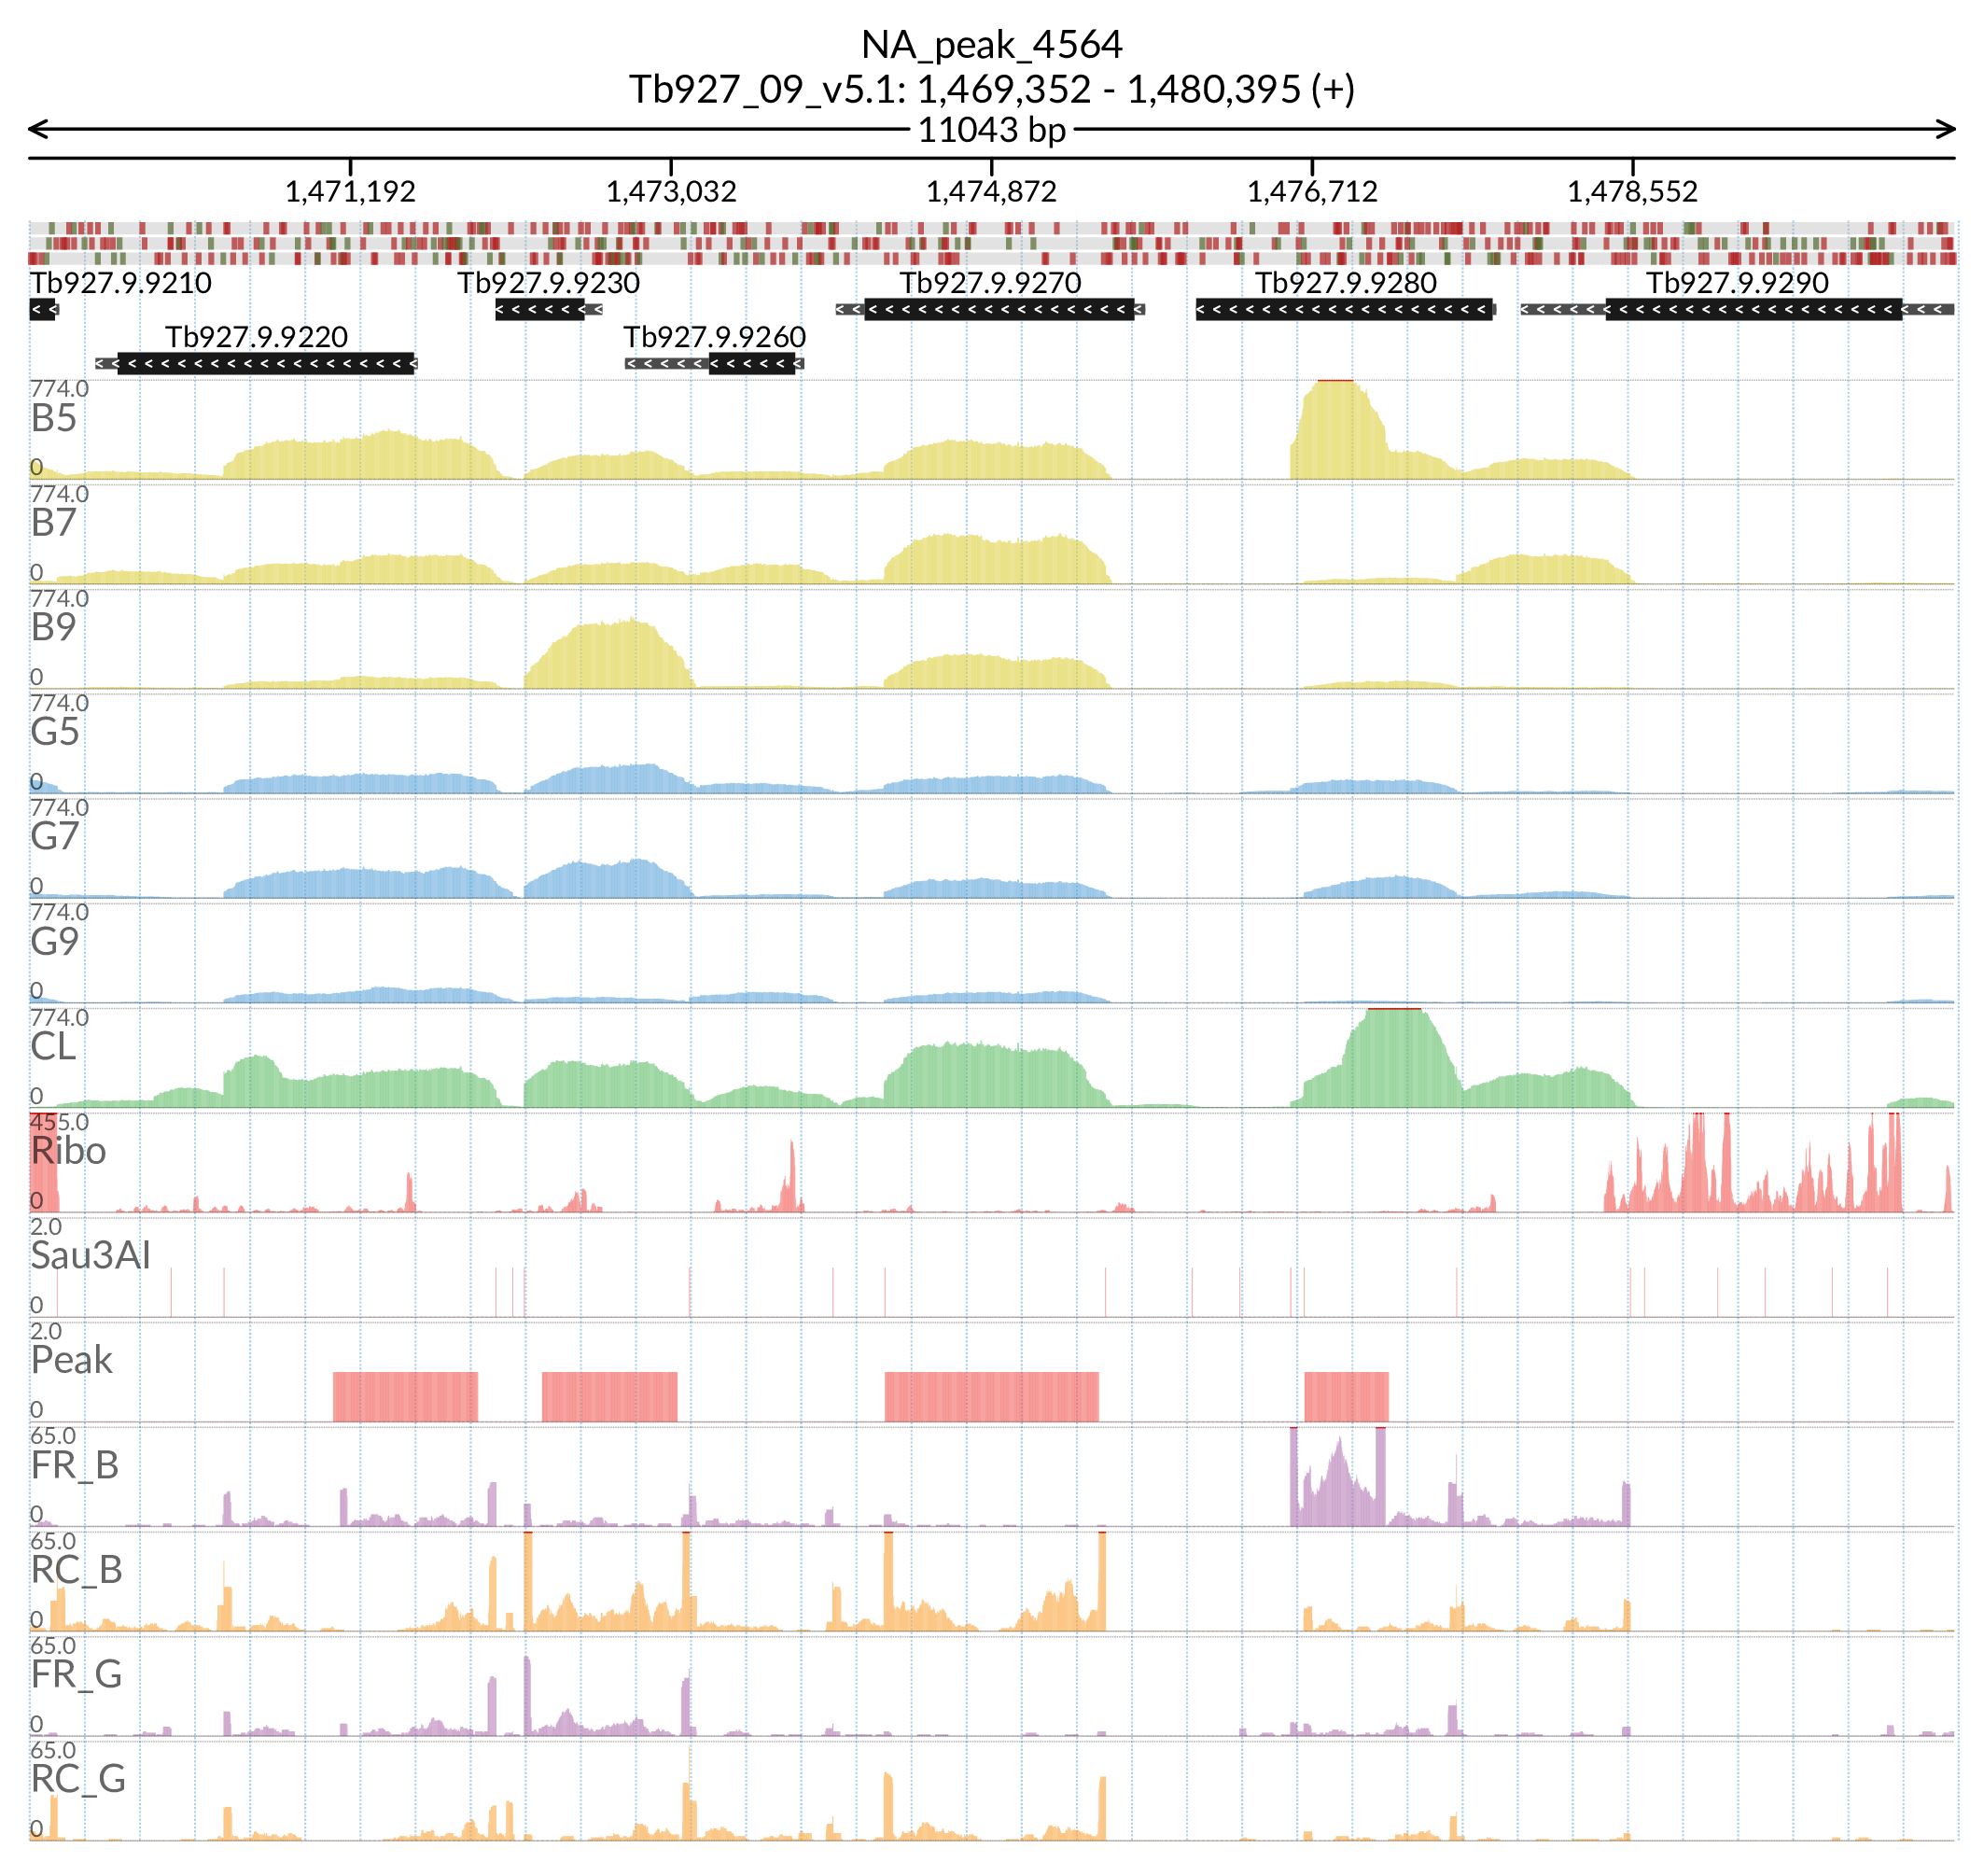 NA_peak_4564
Tb927_09_v5.1: 1,469,352 - 1,480,395 (+)
11043 bp
1,471,192 1,473,032 1,474,872 1,476,712 1,478,552
Tb927.9.9210 Tb927.9.9230 Tb927.9.9270 Tb927.9.9280 Tb927.9.9290
Tb927.9.9220 Tb927.9.9260
774.0
B5
0
774.0
B7
0
774.0
B9
0
774.0
G5
0
774.0
G7
0
774.0
G9
0
774.0
CL
0
455.0
Ribo
0
2.0
Sau3AI
0
2.0
Peak
0
65.0
FR_B
0
65.0
RC_B
0
65.0
FR_G
0
65.0
RC_G
0